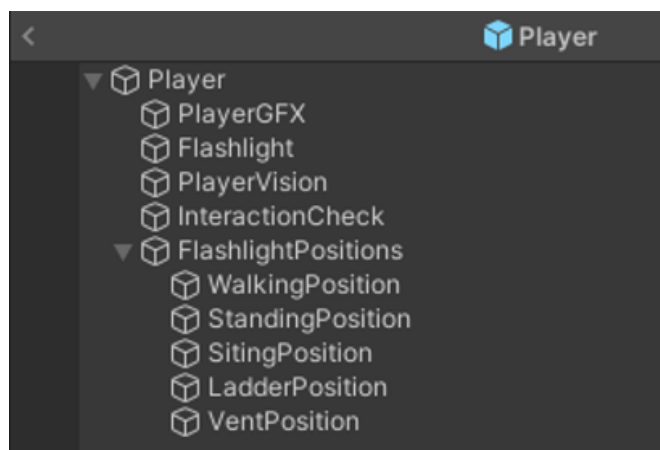 Player
Player
PlayerGFX
Flashlight
PlayerVision
InteractionCheck
FlashlightPositions
WalkingPosition
StandingPosition
SitingPosition
LadderPosition
VentPosition